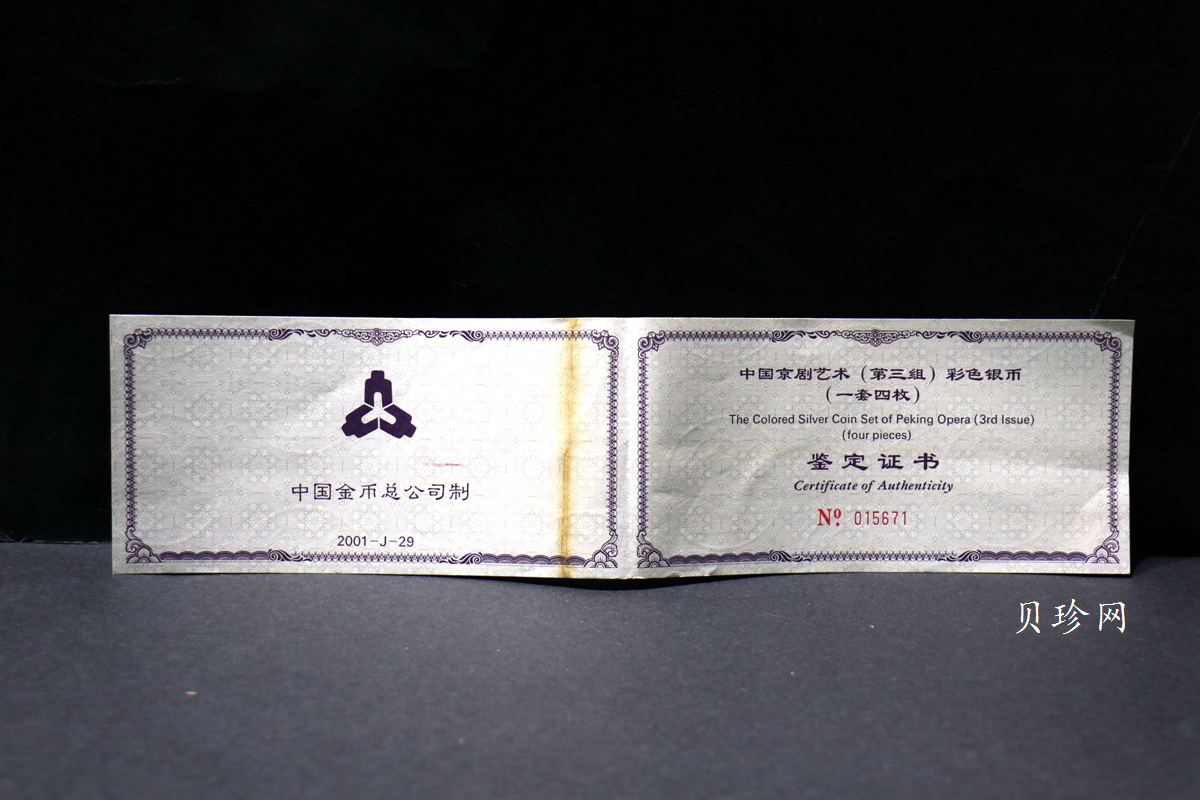 中国金币总公司制
2001-J-29
中国京剧艺术(第三组)彩色银币
(一套四枚)
The Colored Silver Coin Set of Peking Opera (3rd Issue)
(four pieces)
鉴定证书
Certificate of Authenticity
Nº 015671
贝珍网